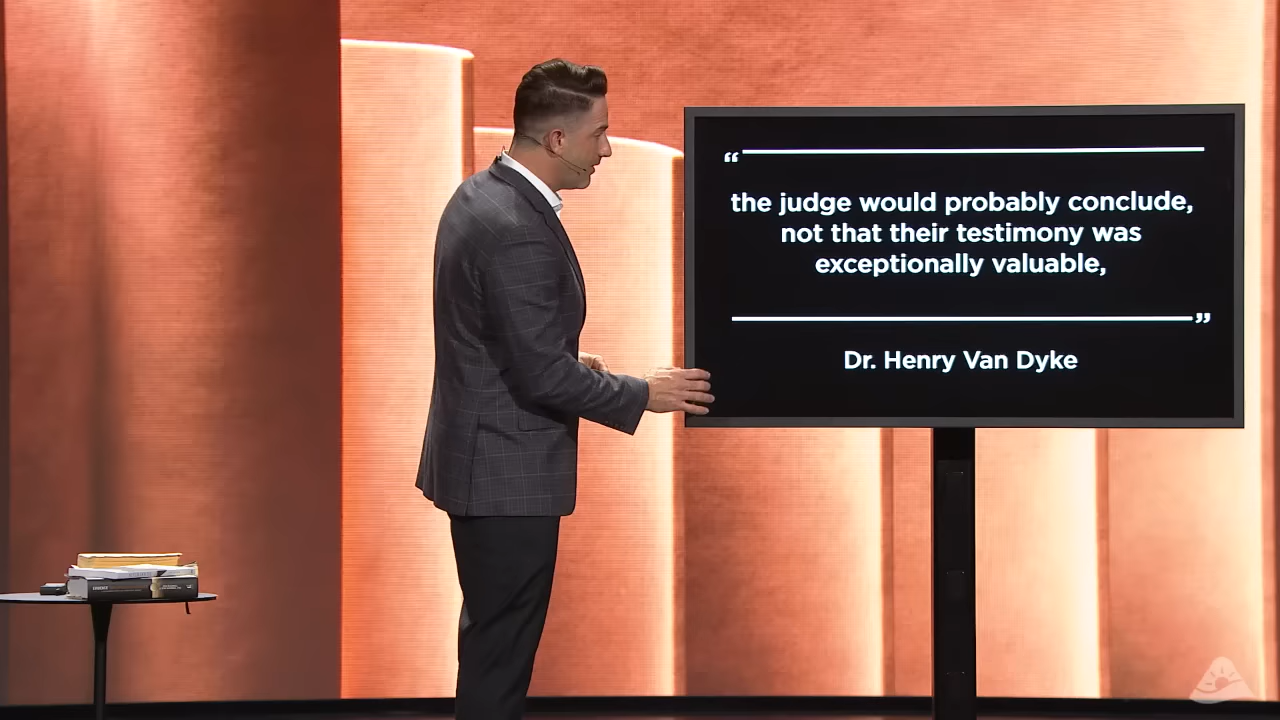 “
the judge would probably conclude,
not that their testimony was
exceptionally valuable,
”
Dr. Henry Van Dyke